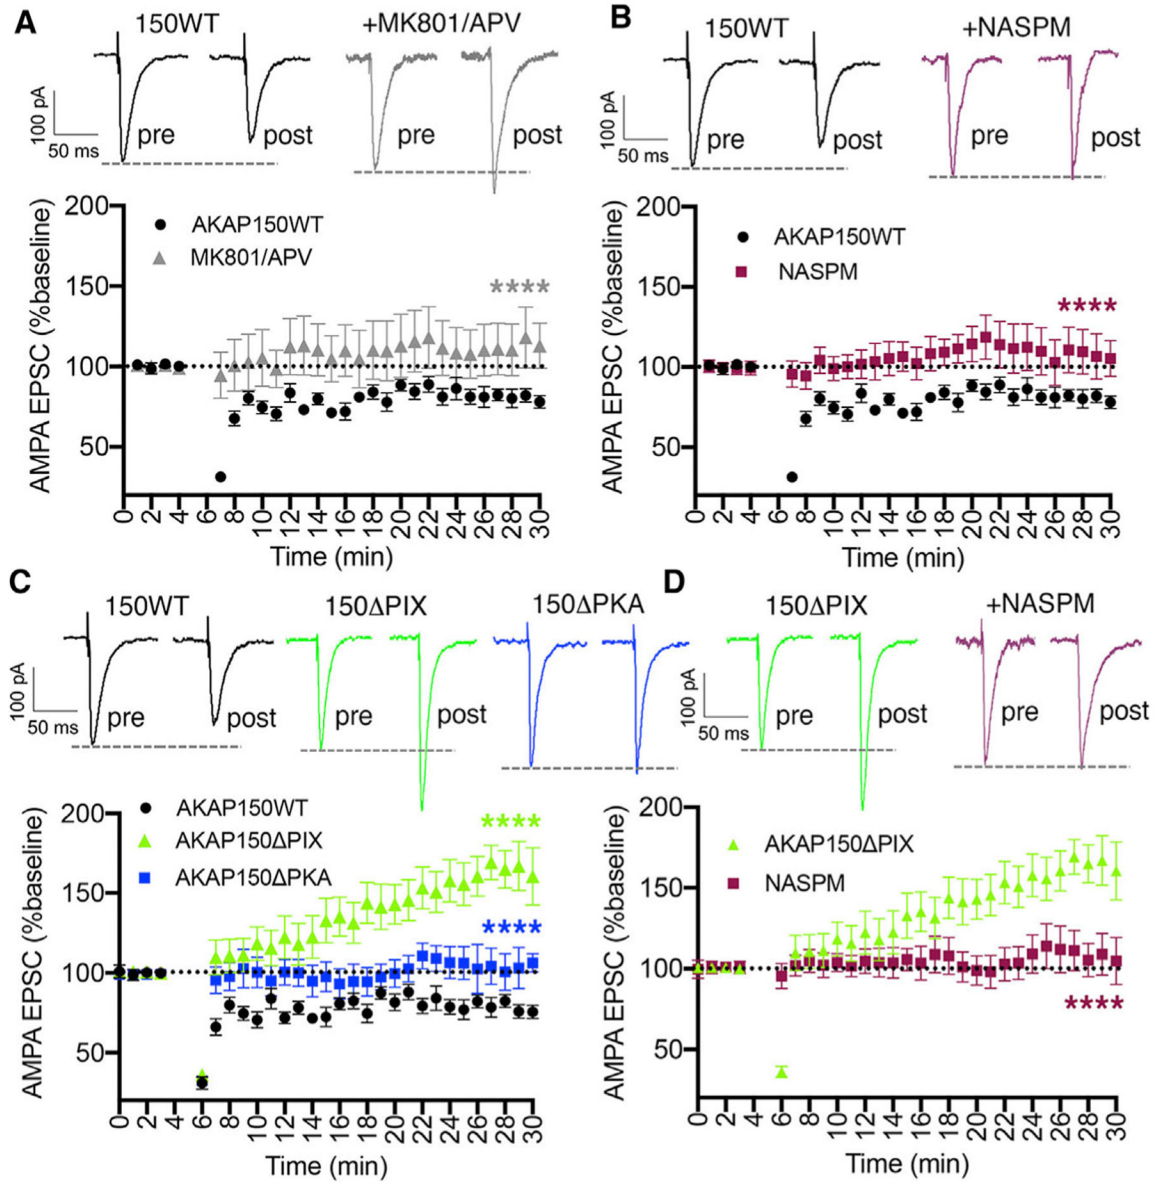 A
150WT
+MK801/APV
100 pA
50 ms
pre
post
pre
post
200
150
100
50
AMPA EPSC (%baseline)
AKAP150WT
MK801/APV
****
0 2 4 6 8 10 12 14 16 18 20 22 24 26 28 30
Time (min)
B
150WT
+NASPM
100 pA
50 ms
pre
post
pre
post
200
150
100
50
AMPA EPSC (%baseline)
AKAP150WT
NASPM
****
0 2 4 6 8 10 12 14 16 18 20 22 24 26 28 30
Time (min)
C
150WT
150ΔPIX
150ΔPKA
100 pA
50 ms
pre
post
pre
post
200
150
100
50
AMPA EPSC (%baseline)
AKAP150WT
AKAP150ΔPIX
AKAP150ΔPKA
****
****
0 2 4 6 8 10 12 14 16 18 20 22 24 26 28 30
Time (min)
D
150ΔPIX
+NASPM
100 pA
50 ms
pre
post
pre
post
200
150
100
50
AMPA EPSC (%baseline)
AKAP150ΔPIX
NASPM
****
0 2 4 6 8 10 12 14 16 18 20 22 24 26 28 30
Time (min)